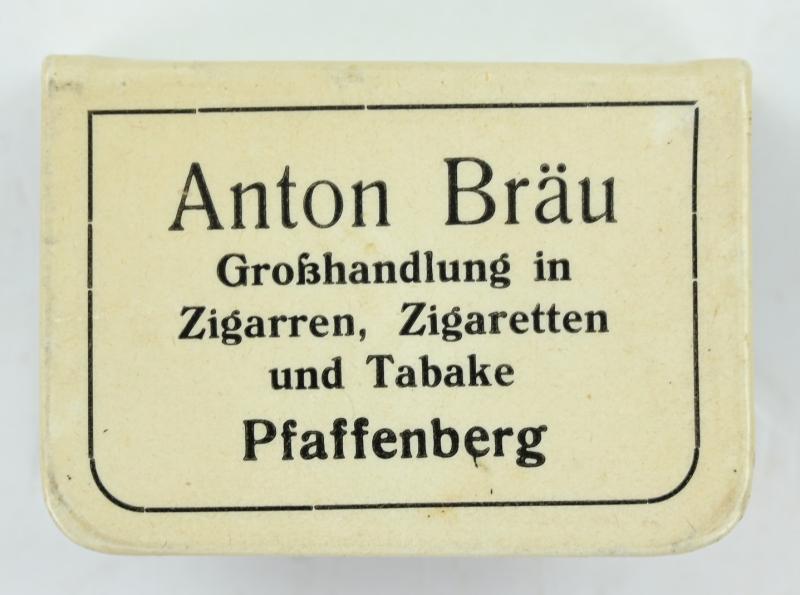 Anton Bräu
Großhandlung in
Zigarren, Zigaretten
und Tabake
Pfaffenberg